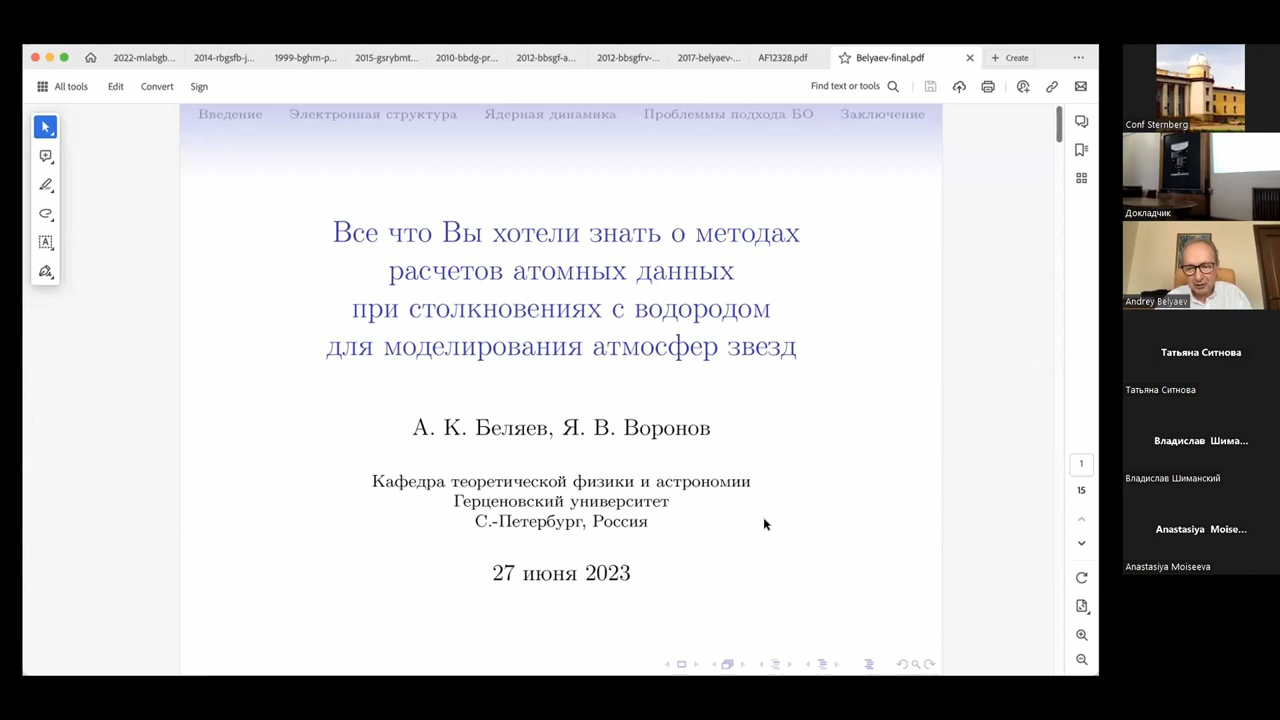 2022-mlabgb... 2014-rbgsfb-j... 1999-bghm-p... 2015-gsrybmt... 2010-bbdg-pr... 2012-bbsgf-a... 2012-bbsgfrv-... 2017-belyaev-... AF12328.pdf Belyaev-final.pdf Create
All tools Edit Convert Sign Find text or tools
Введение Электронная структура Ядерная динамика Проблеммы подхода БО Заключение
Все что Вы хотели знать о методах
расчетов атомных данных
при столкновениях с водородом
для моделирования атмосфер звезд
А. К. Беляев, Я. В. Воронов
Кафедра теоретической физики и астрономии
Герценовский университет
С.-Петербург, Россия
27 июня 2023
1
15
Conf Sternberg
Докладчик
Andrey Belyaev
Татьяна Ситнова
Татьяна Ситнова
Владислав Шима...
Владислав Шиманский
Anastasiya Moise...
Anastasiya Moiseeva